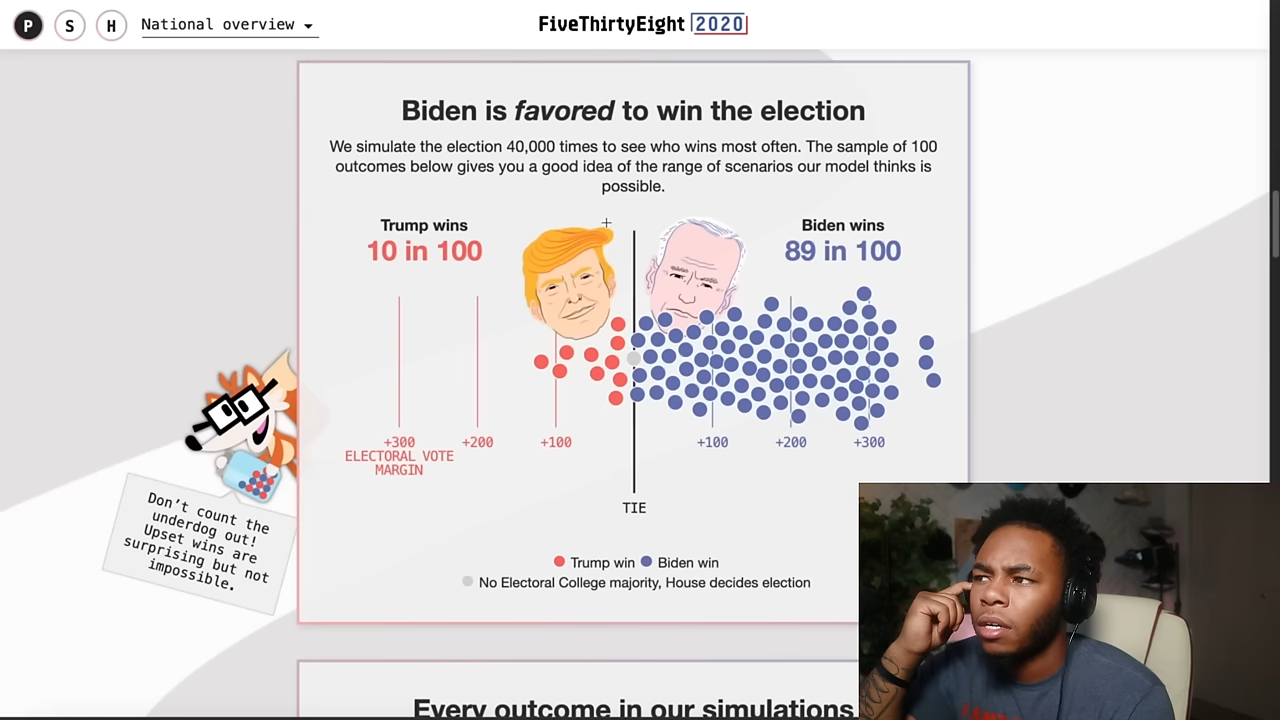 P S H National overview
FiveThirtyEight 2020
Biden is favored to win the election
We simulate the election 40,000 times to see who wins most often. The sample of 100
outcomes below gives you a good idea of the range of scenarios our model thinks is
possible.
Trump wins
10 in 100
Biden wins
89 in 100
+300 +200 +100 +100 +200 +300
ELECTORAL VOTE
MARGIN
TIE
Don't count the
underdog out!
Upset wins are
surprising but not
impossible.
Trump win Biden win
No Electoral College majority, House decides election
Every outcome in our simulations